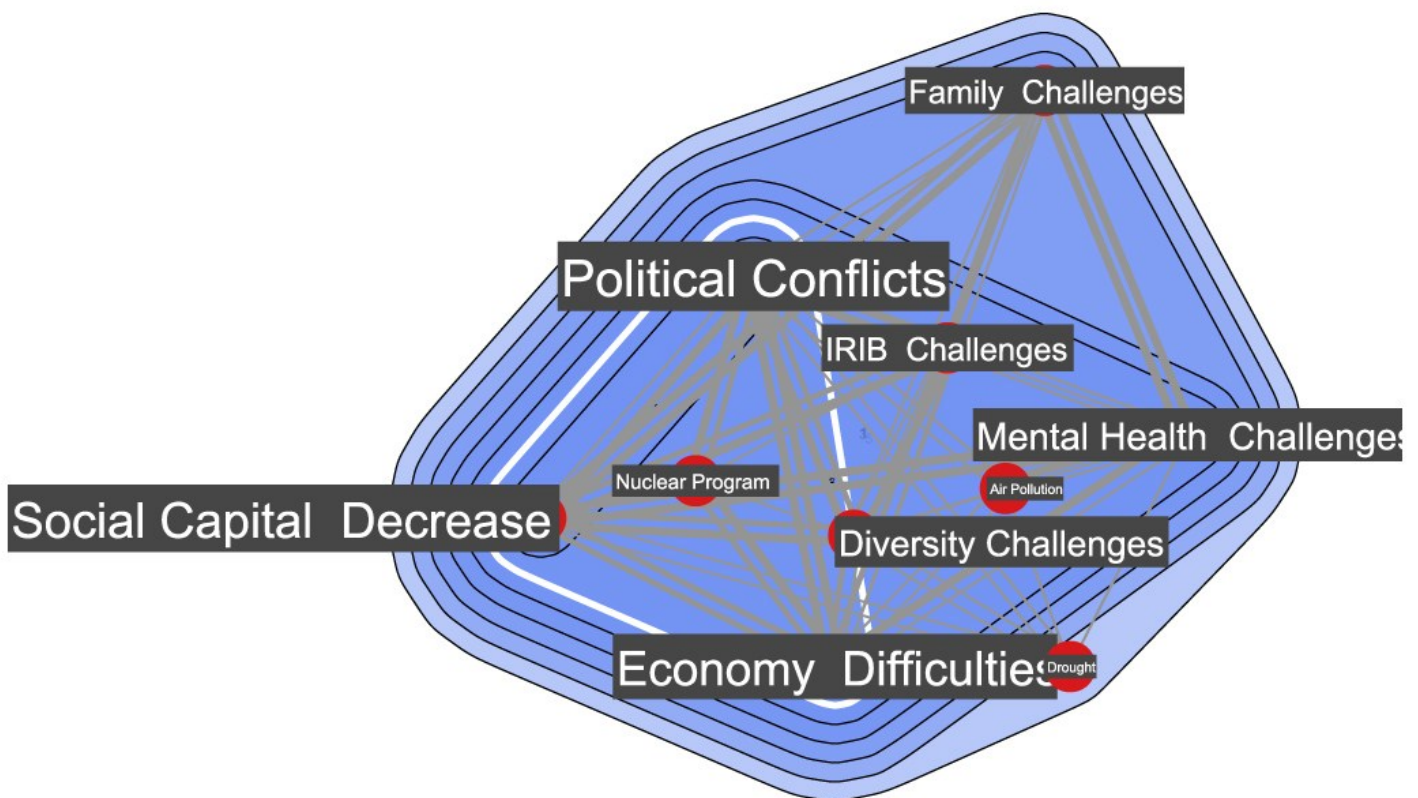 Family Challenges
Political Conflicts
IRIB Challenges
Mental Health Challenges
Nuclear Program
Air Pollution
Social Capital Decrease
Diversity Challenges
Economy Difficulties
Drought